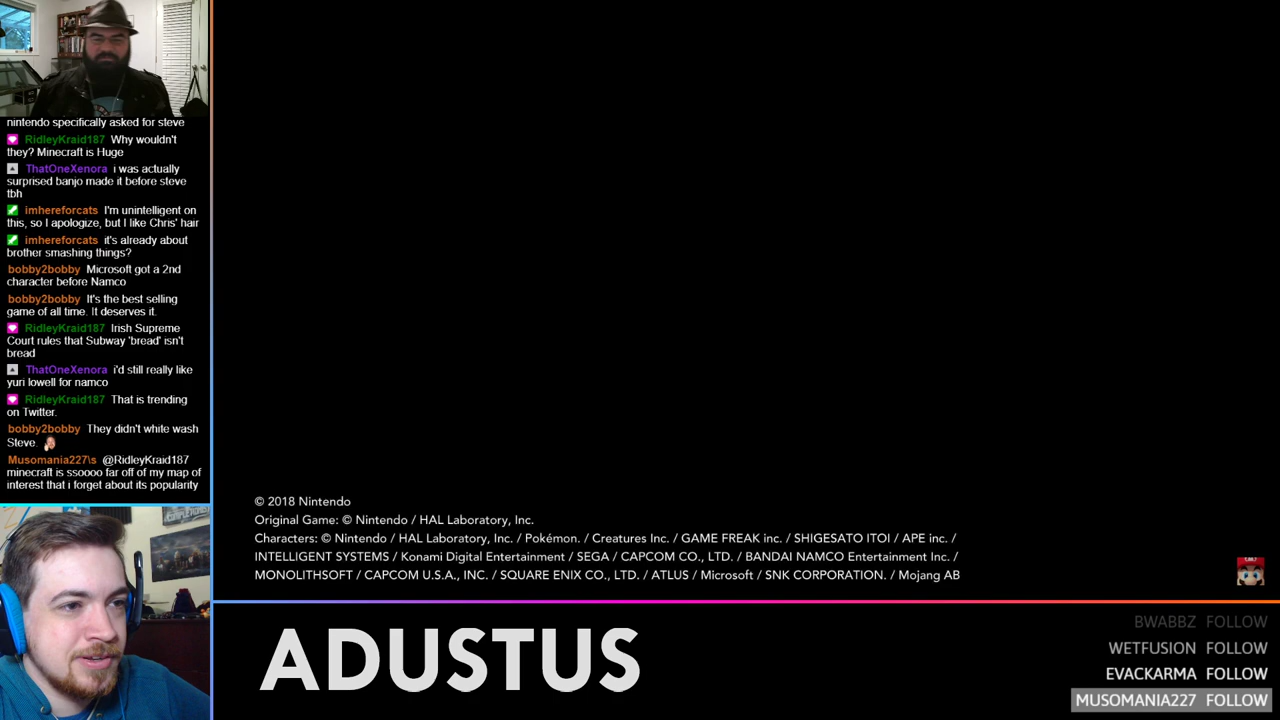 nintendo specifically asked for steve
RidleyKraid187 Why wouldn't
they? Minecraft is Huge
ThatOneXenora i was actually
surprised banjo made it before steve
tbh
imhereforcats I'm unintelligent on
this, so I apologize, but I like Chris' hair
imhereforcats it's already about
brother smashing things?
bobby2bobby Microsoft got a 2nd
character before Namco
bobby2bobby It's the best selling
game of all time. It deserves it.
RidleyKraid187 Irish Supreme
Court rules that Subway 'bread' isn't
bread
ThatOneXenora i'd still really like
yuri lowell for namco
RidleyKraid187 That is trending
on Twitter.
bobby2bobby They didn't white wash
Steve.
Musomania227\s @RidleyKraid187
minecraft is ssoooo far off of my map of
interest that i forget about its popularity
© 2018 Nintendo
Original Game: © Nintendo / HAL Laboratory, Inc.
Characters: © Nintendo / HAL Laboratory, Inc. / Pokémon. / Creatures Inc. / GAME FREAK inc. / SHIGESATO ITOI / APE inc. /
INTELLIGENT SYSTEMS / Konami Digital Entertainment / SEGA / CAPCOM CO., LTD. / BANDAI NAMCO Entertainment Inc. /
MONOLITHSOFT / CAPCOM U.S.A., INC. / SQUARE ENIX CO., LTD. / ATLUS / Microsoft / SNK CORPORATION. / Mojang AB
ADUSTUS
BWABBZ FOLLOW
WETFUSION FOLLOW
EVACKARMA FOLLOW
MUSOMANIA227 FOLLOW